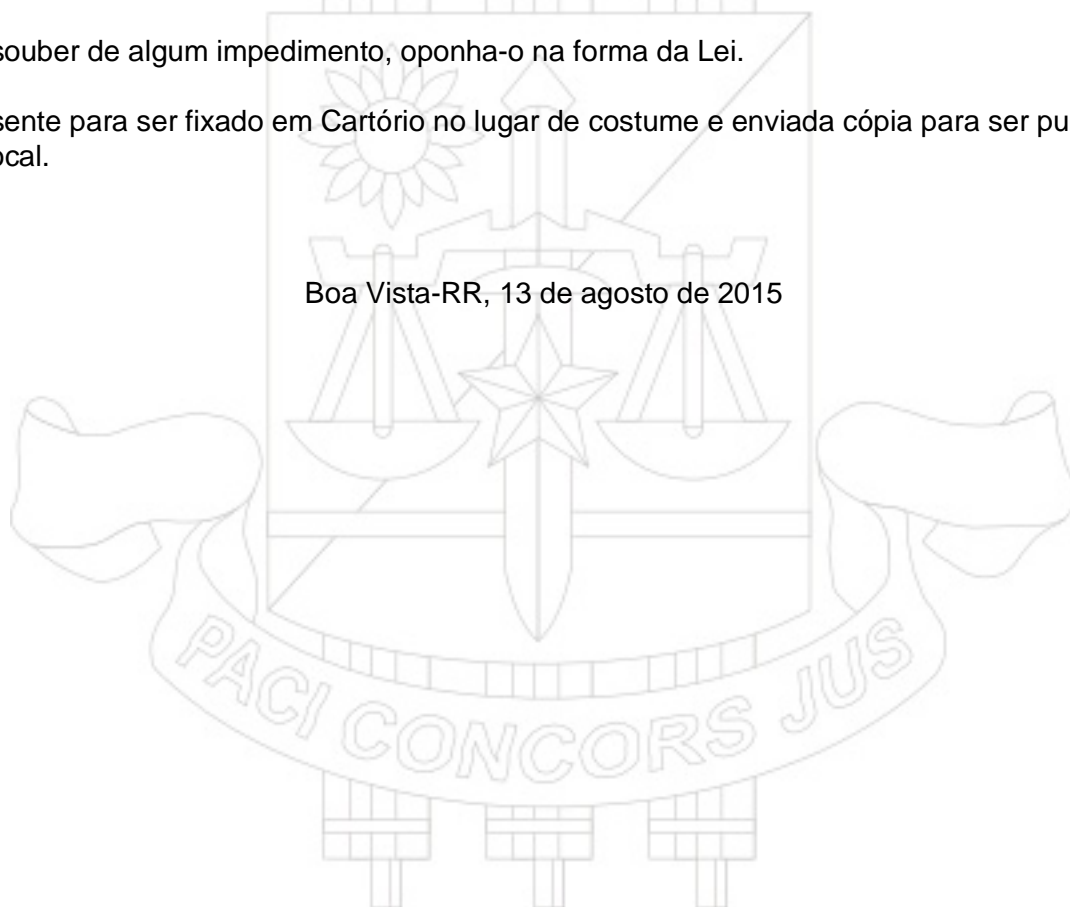 souber de algum impedimento, oponha-o na forma da Lei.
sente para ser fixado em Cartório no lugar de costume e enviada cópia para ser pu
ocal.
Boa Vista-RR, 13 de agosto de 2015
PACI CONCORS JUS